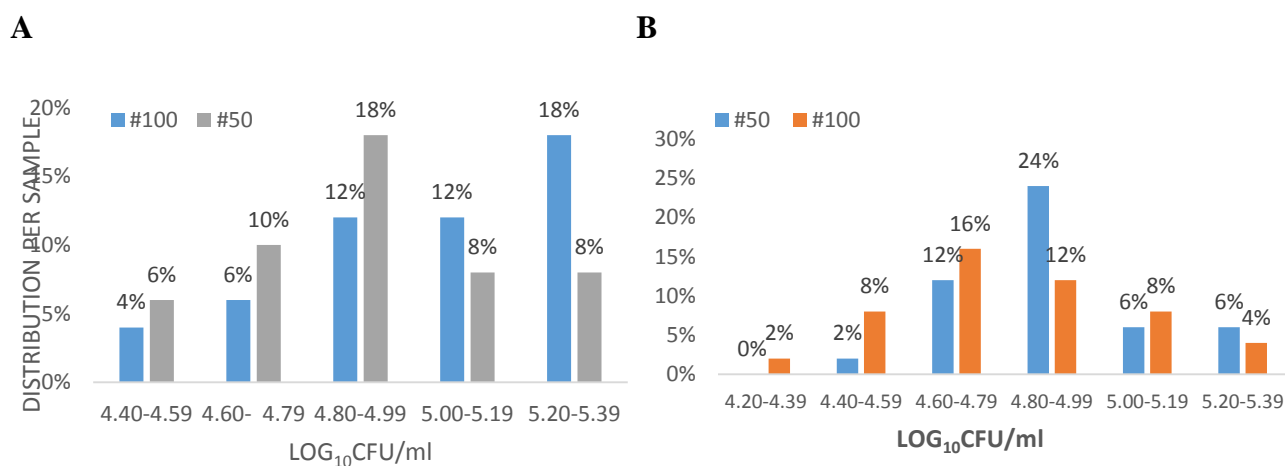 A
B
DISTRIBUTION PER SAMPLE
#100 #50
20%
15%
10%
5%
0%
4% 6% 6% 10% 12% 18% 12% 8% 18% 8%
4.40-4.59 4.60- 4.79 4.80-4.99 5.00-5.19 5.20-5.39
LOG10CFU/ml
#50 #100
30%
25%
20%
15%
10%
5%
0%
0% 2% 2% 8% 12% 16% 24% 12% 6% 8% 6% 4%
4.20-4.39 4.40-4.59 4.60-4.79 4.80-4.99 5.00-5.19 5.20-5.39
LOG10CFU/ml